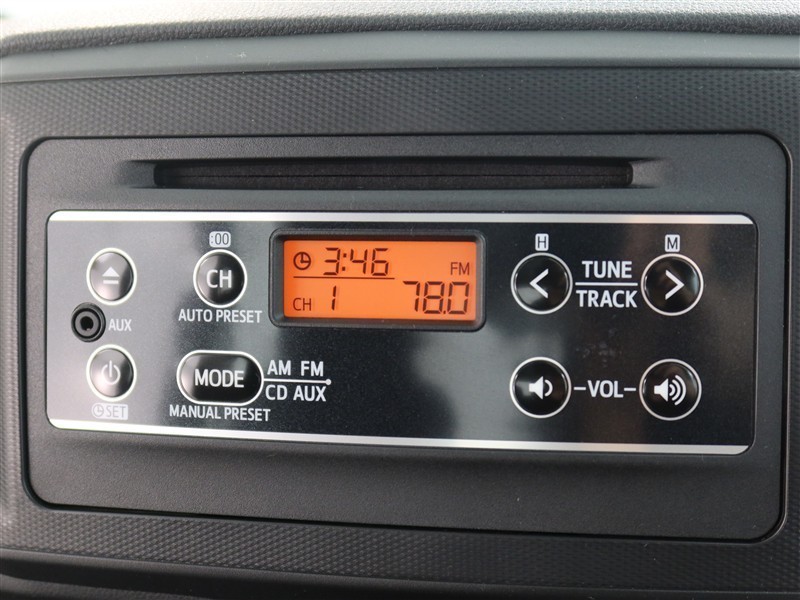 :00
H
M
CH
AUTO PRESET
3:46
FM
CH 1 78.0
TUNE
TRACK
AUX
SET
MODE
AM FM
CD AUX
MANUAL PRESET
VOL